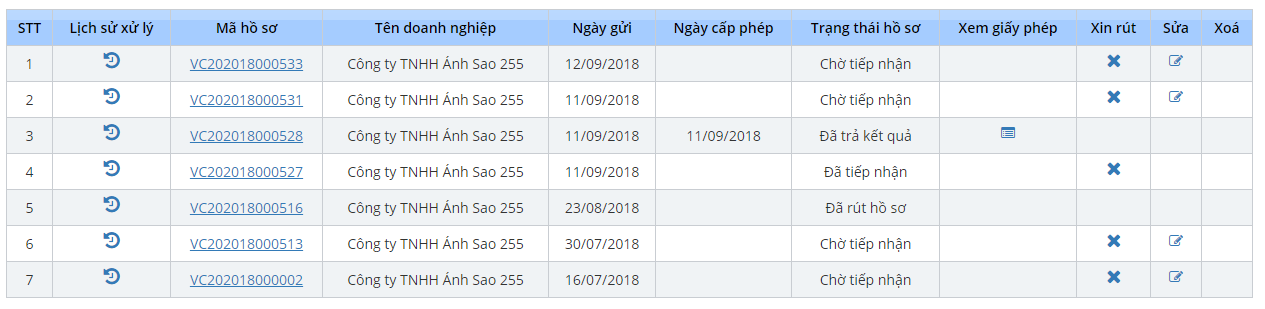 STT Lịch sử xử lý Mã hồ sơ Tên doanh nghiệp Ngày gửi Ngày cấp phép Trạng thái hồ sơ Xem giấy phép Xin rút Sửa Xoá
1 VC202018000533 Công ty TNHH Ánh Sao 255 12/09/2018 Chờ tiếp nhận
2 VC202018000531 Công ty TNHH Ánh Sao 255 11/09/2018 Chờ tiếp nhận
3 VC202018000528 Công ty TNHH Ánh Sao 255 11/09/2018 11/09/2018 Đã trả kết quả
4 VC202018000527 Công ty TNHH Ánh Sao 255 11/09/2018 Đã tiếp nhận
5 VC202018000516 Công ty TNHH Ánh Sao 255 23/08/2018 Đã rút hồ sơ
6 VC202018000513 Công ty TNHH Ánh Sao 255 30/07/2018 Chờ tiếp nhận
7 VC202018000002 Công ty TNHH Ánh Sao 255 16/07/2018 Chờ tiếp nhận